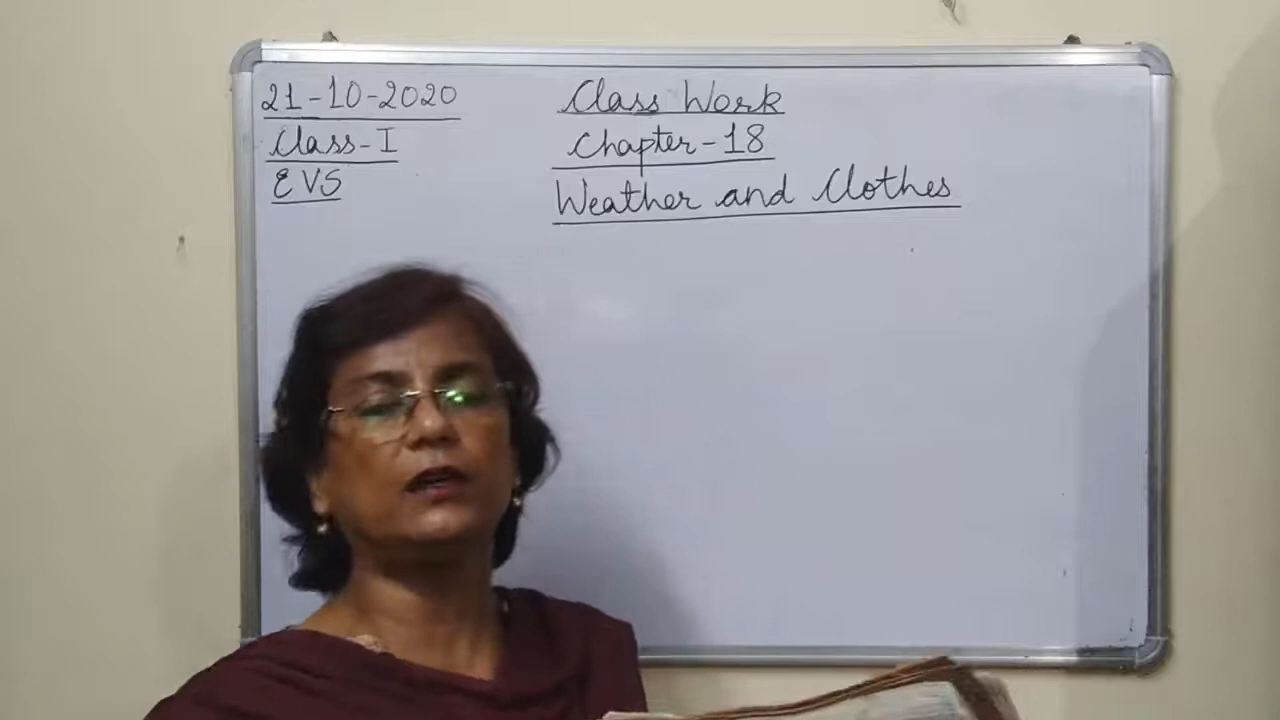 21-10-2020
Class-I
EVS
Class Work
Chapter-18
Weather and Clothes